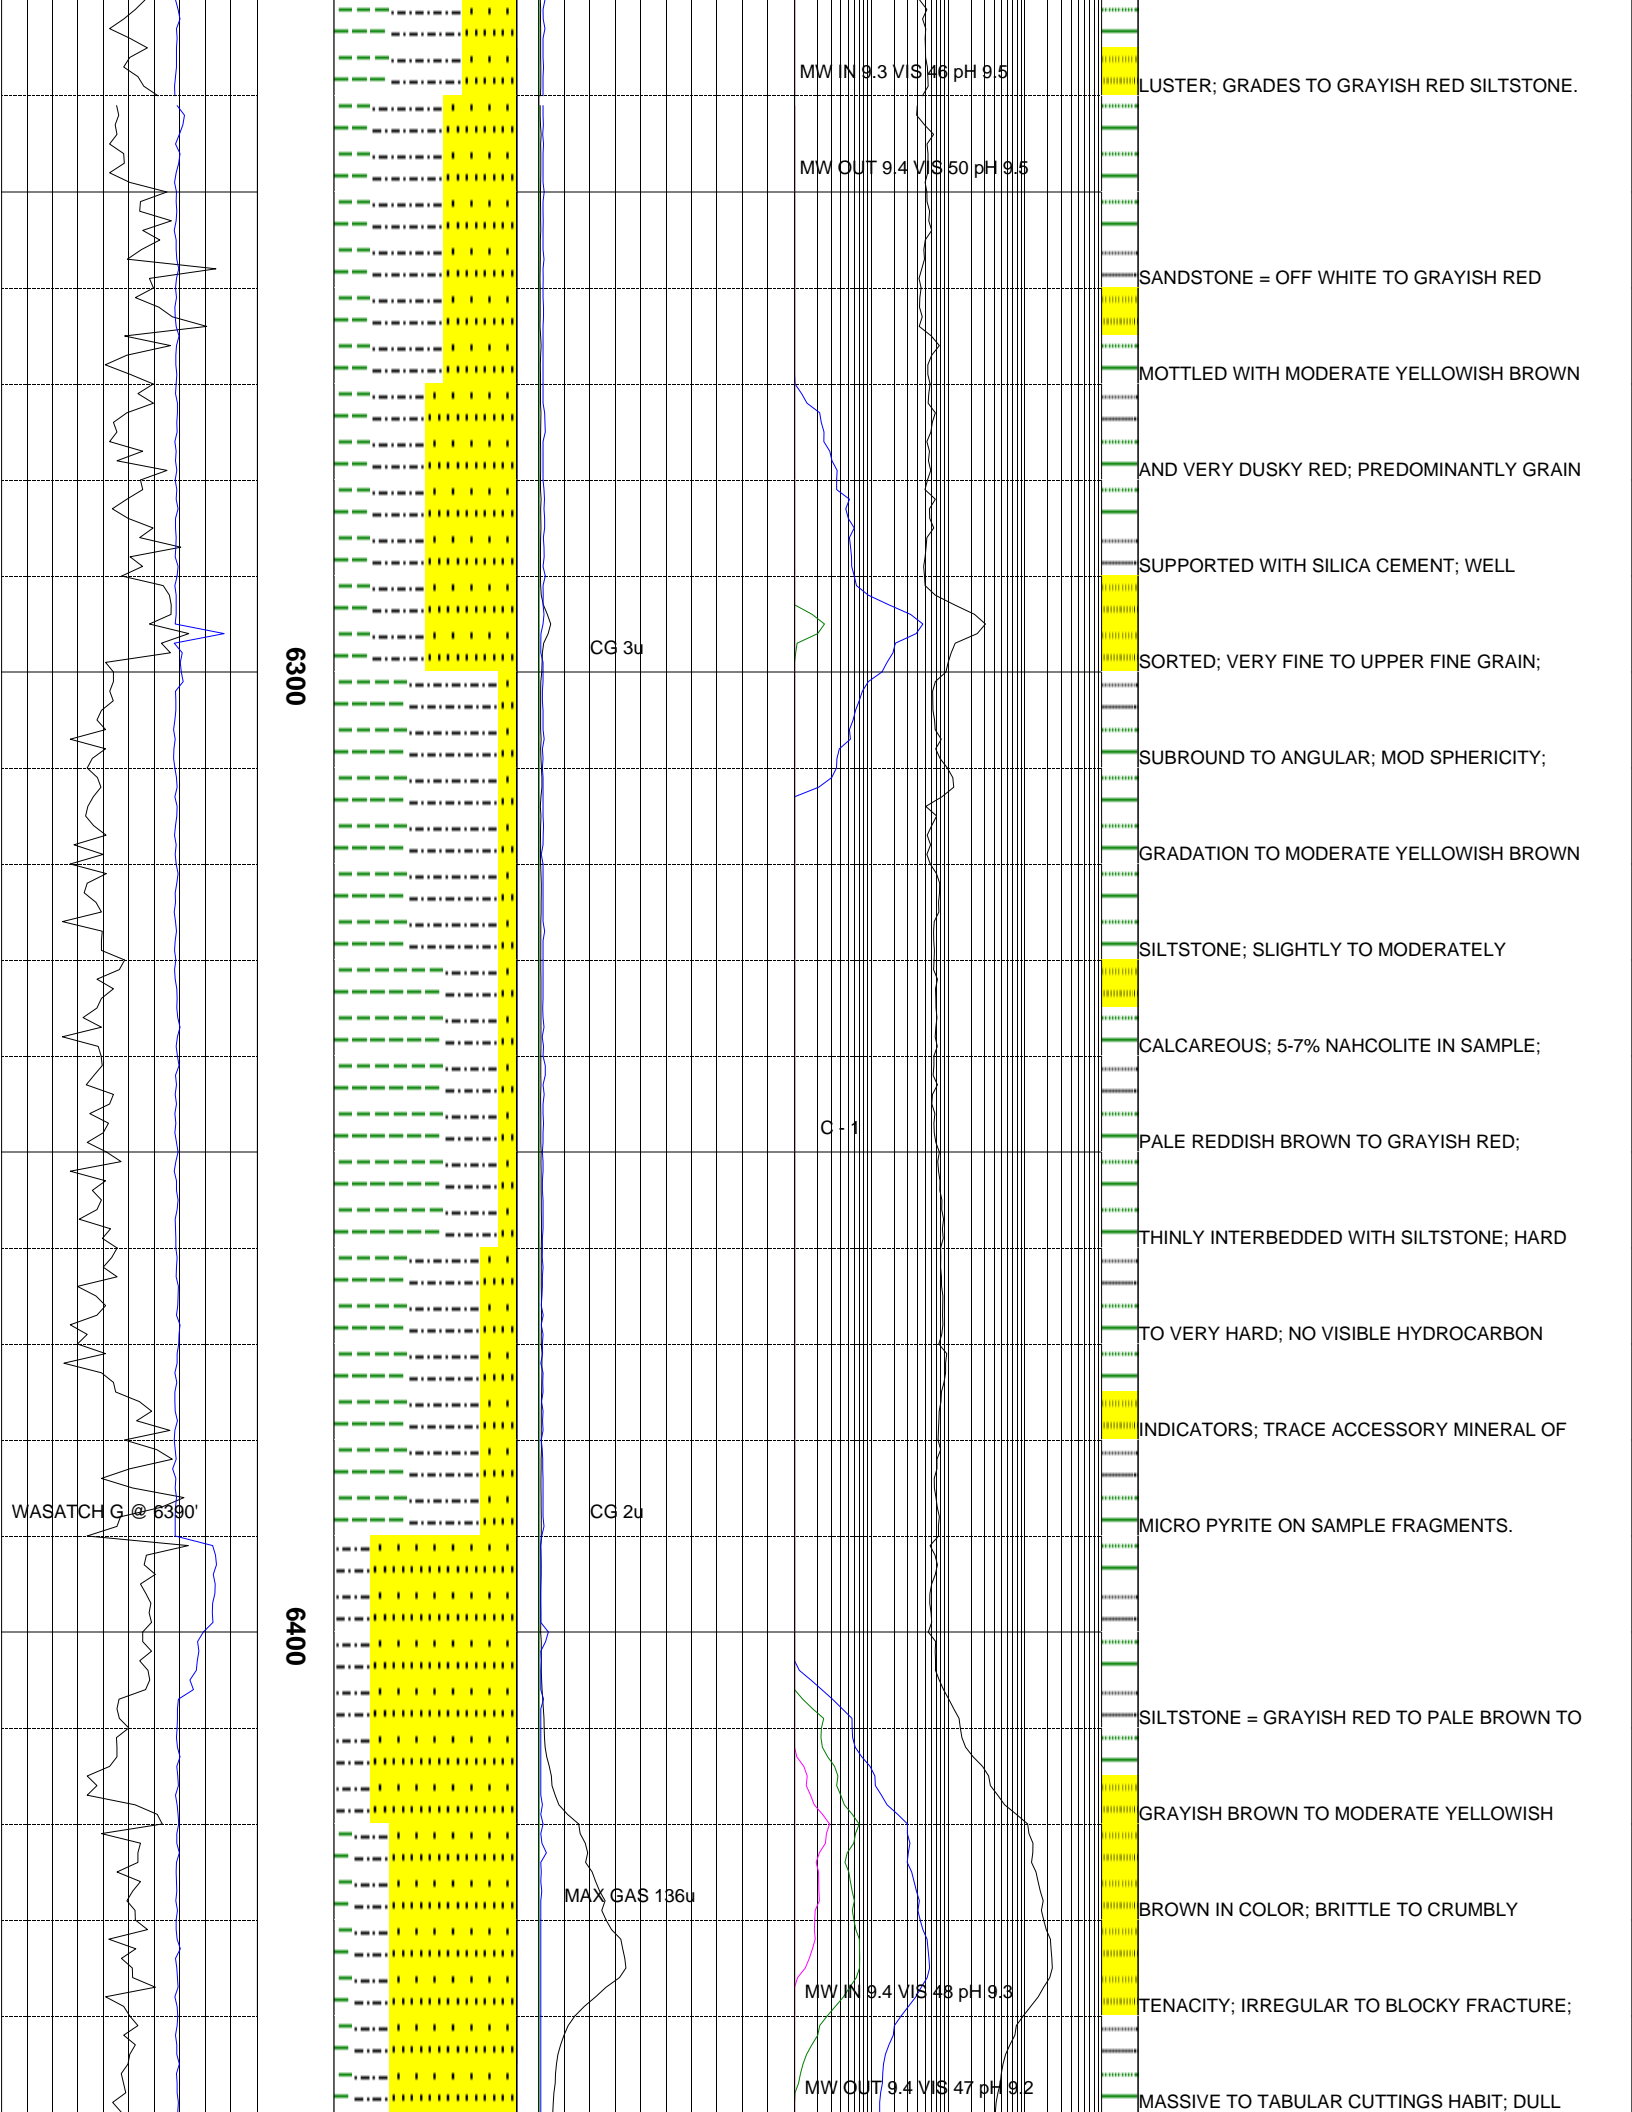 MW IN 9.3 VIS 46 pH 9.5
LUSTER; GRADES TO GRAYISH RED SILTSTONE.
MW OUT 9.4 VIS 50 pH 9.5
SANDSTONE = OFF WHITE TO GRAYISH RED
MOTTLED WITH MODERATE YELLOWISH BROWN
AND VERY DUSKY RED; PREDOMINANTLY GRAIN
SUPPORTED WITH SILICA CEMENT; WELL
CG 3u
SORTED; VERY FINE TO UPPER FINE GRAIN;
6300
SUBROUND TO ANGULAR; MOD SPHERICITY;
GRADATION TO MODERATE YELLOWISH BROWN
SILTSTONE; SLIGHTLY TO MODERATELY
CALCAREOUS; 5-7% NAHCOLITE IN SAMPLE;
C - 1
PALE REDDISH BROWN TO GRAYISH RED;
THINLY INTERBEDDED WITH SILTSTONE; HARD
TO VERY HARD; NO VISIBLE HYDROCARBON
INDICATORS; TRACE ACCESSORY MINERAL OF
WASATCH G @ 6390'
CG 2u
MICRO PYRITE ON SAMPLE FRAGMENTS.
6400
SILTSTONE = GRAYISH RED TO PALE BROWN TO
GRAYISH BROWN TO MODERATE YELLOWISH
MAX GAS 136u
BROWN IN COLOR; BRITTLE TO CRUMBLY
MW IN 9.4 VIS 48 pH 9.3
TENACITY; IRREGULAR TO BLOCKY FRACTURE;
MW OUT 9.4 VIS 47 pH 9.2
MASSIVE TO TABULAR CUTTINGS HABIT; DULL